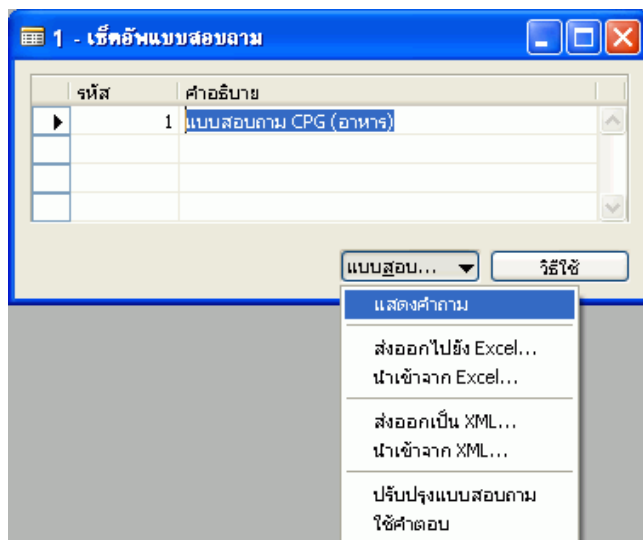 1 - เซ็ตอัพแบบสอบถาม
รหัส คำอธิบาย
1 แบบสอบถาม CPG (อาหาร)
แบบสอบ... วิธีใช้
แสดงคำถาม
ส่งออกไปยัง Excel...
นำเข้าจาก Excel...
ส่งออกเป็น XML...
นำเข้าจาก XML...
ปรับปรุงแบบสอบถาม
ใช้คำตอบ